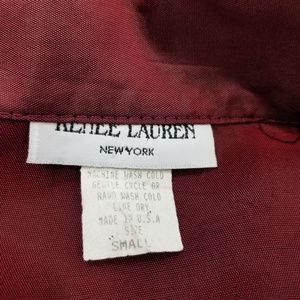 RENEE LAUREN
NEW YORK
MACHINE WASH COLD
GENTLE CYCLE OR
HAND WASH COLD
LINE DRY
MADE IN U.S.A
SIZE
SMALL